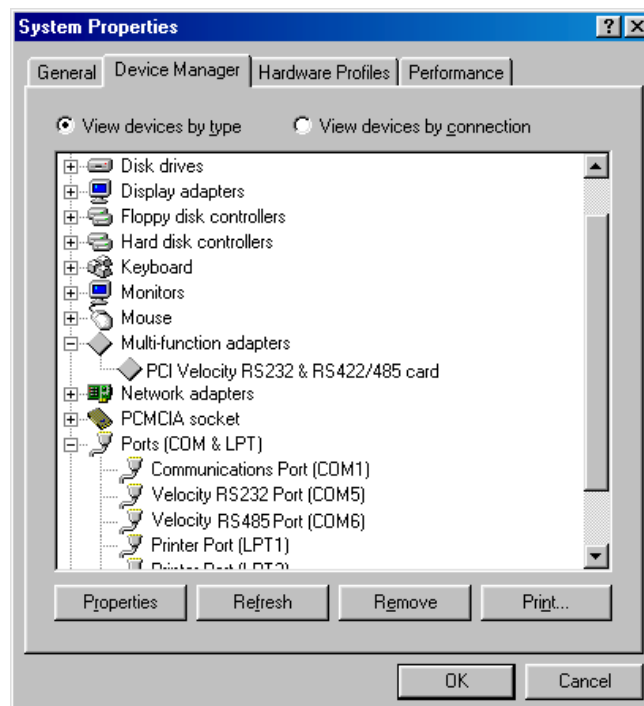 System Properties
General Device Manager Hardware Profiles Performance
View devices by type View devices by connection
Disk drives
Display adapters
Floppy disk controllers
Hard disk controllers
Keyboard
Monitors
Mouse
Multi-function adapters
PCI Velocity RS232 & RS422/485 card
Network adapters
PCMCIA socket
Ports (COM & LPT)
Communications Port (COM1)
Velocity RS232 Port (COM5)
Velocity RS485 Port (COM6)
Printer Port (LPT1)
Printer Port (LPT2)
Properties Refresh Remove Print...
OK Cancel